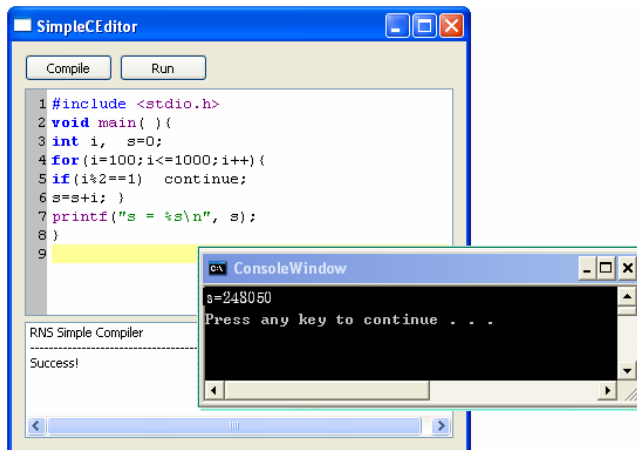 SimpleCEditor
Compile Run
1 #include <stdio.h>
2 void main( ){
3 int i, s=0;
4 for(i=100;i<=1000;i++){
5 if(i%2==1) continue;
6 s=s+i; }
7 printf("s = %s\n", s);
8 }
9
ConsoleWindow
s=248050
Press any key to continue . . .
RNS Simple Compiler
Success!